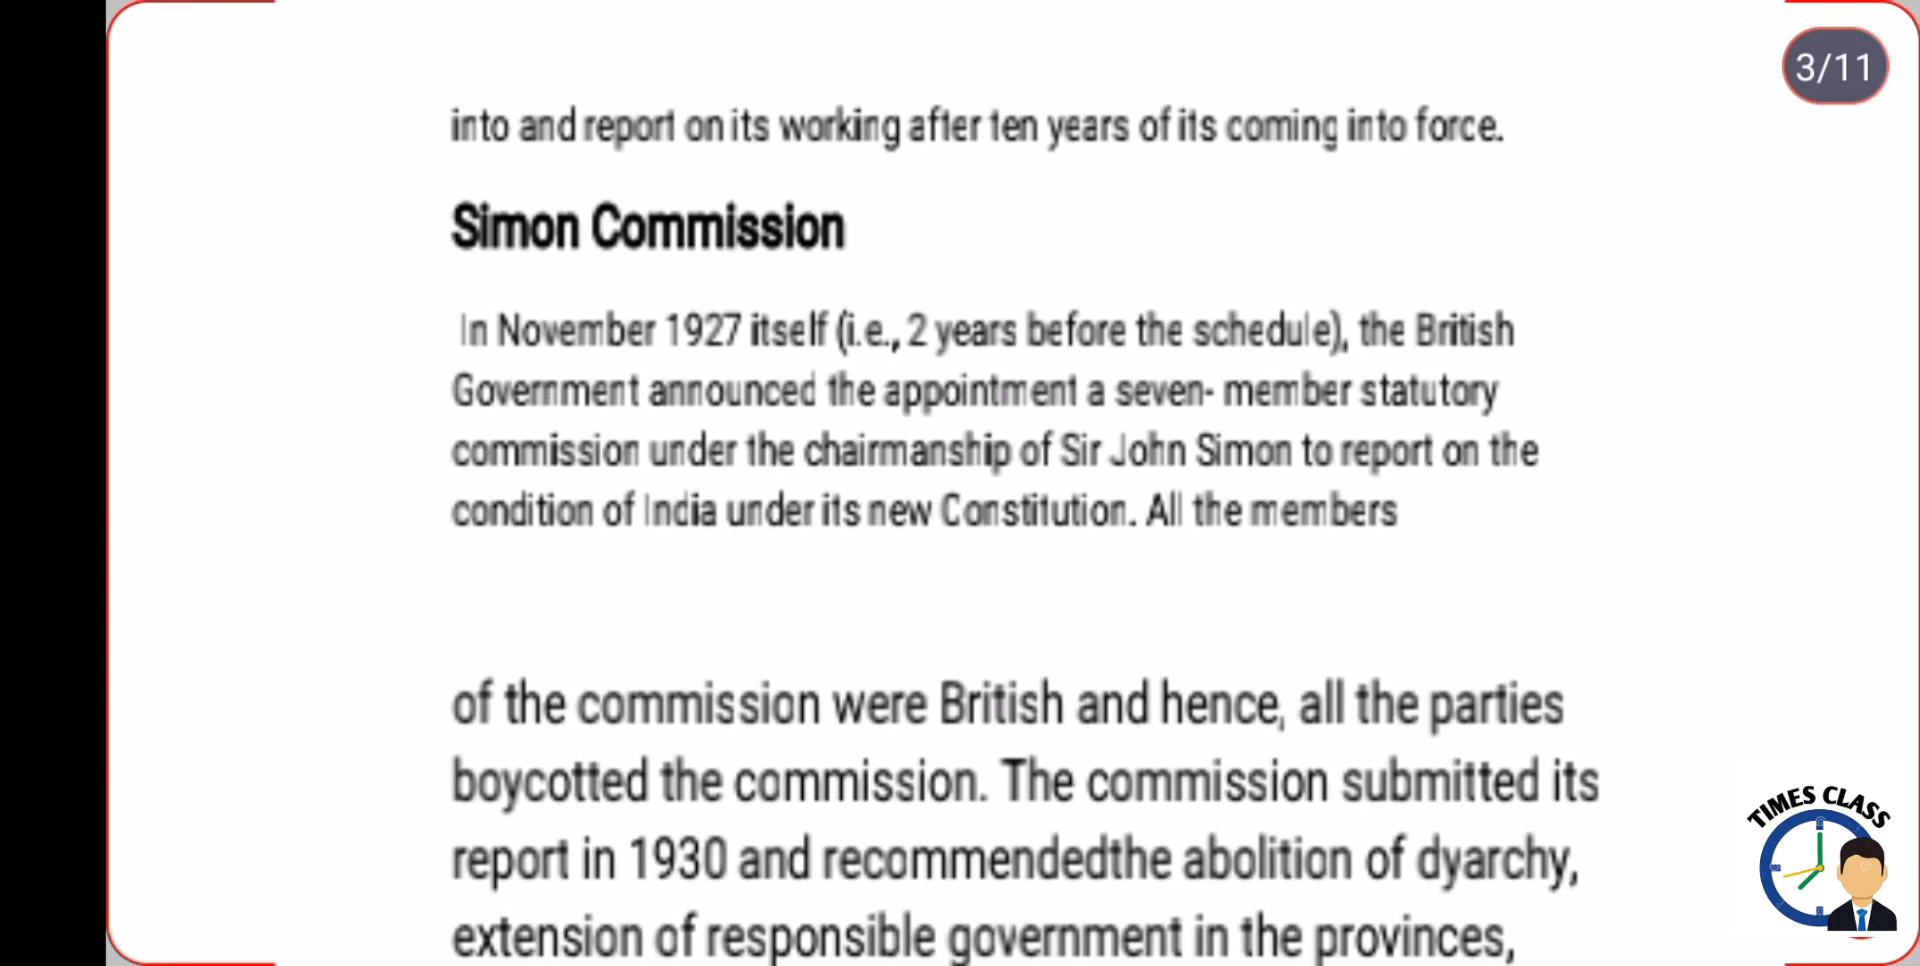 3/11
into and report on its working after ten years of its coming into force.
Simon Commission
In November 1927 itself (i.e., 2 years before the schedule), the British
Government announced the appointment a seven- member statutory
commission under the chairmanship of Sir John Simon to report on the
condition of India under its new Constitution. All the members
of the commission were British and hence, all the parties
boycotted the commission. The commission submitted its
report in 1930 and recommendedthe abolition of dyarchy,
extension of responsible government in the provinces,
TIMES CLASS